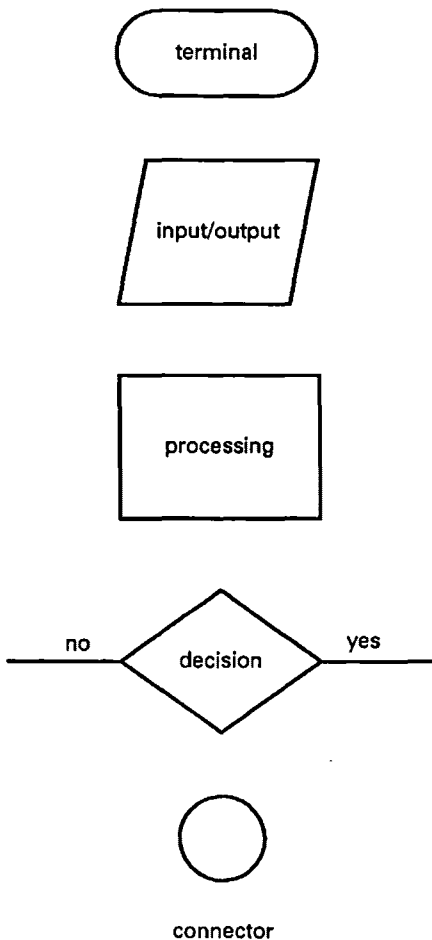 terminal
input/output
processing
no
decision
yes
connector